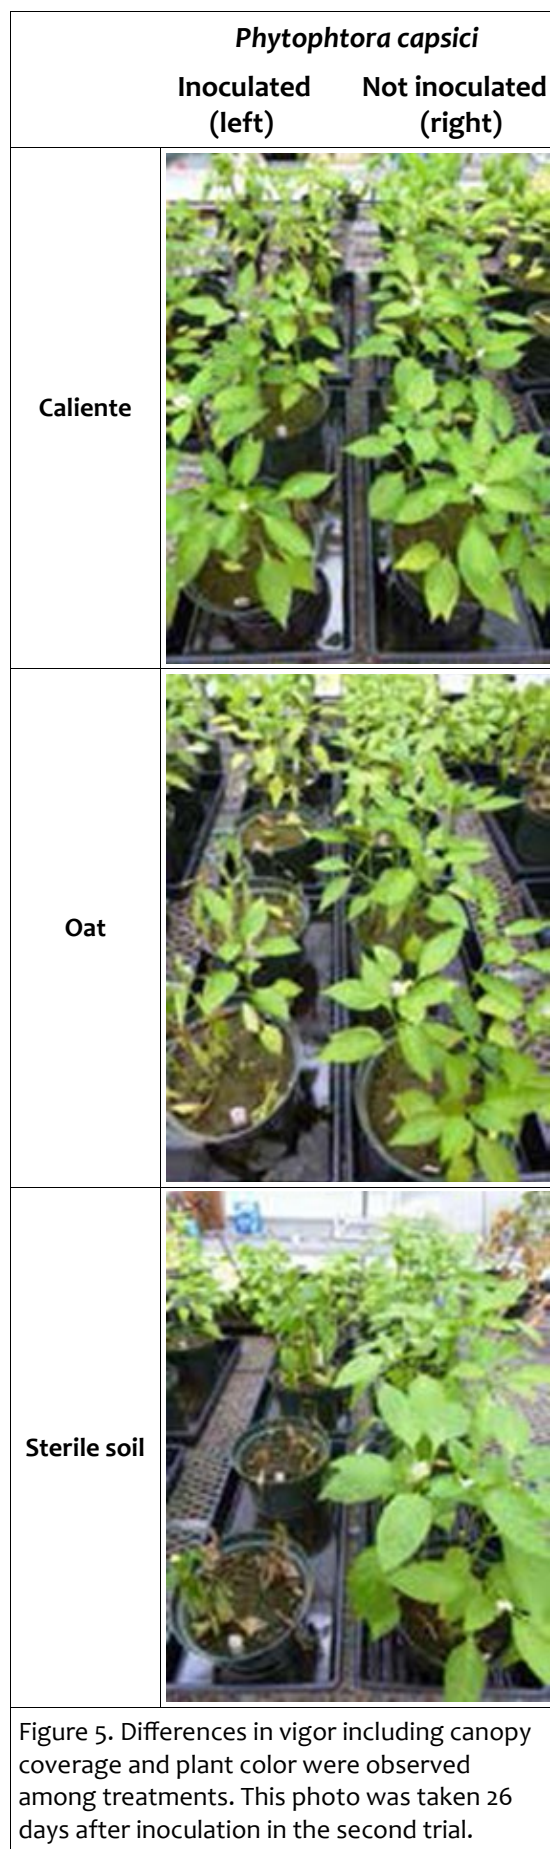 Phytophtora capsici
Inoculated
(left)
Not inoculated
(right)
Caliente
Oat
Sterile soil
Figure 5. Differences in vigor including canopy
coverage and plant color were observed
among treatments. This photo was taken 26
days after inoculation in the second trial.